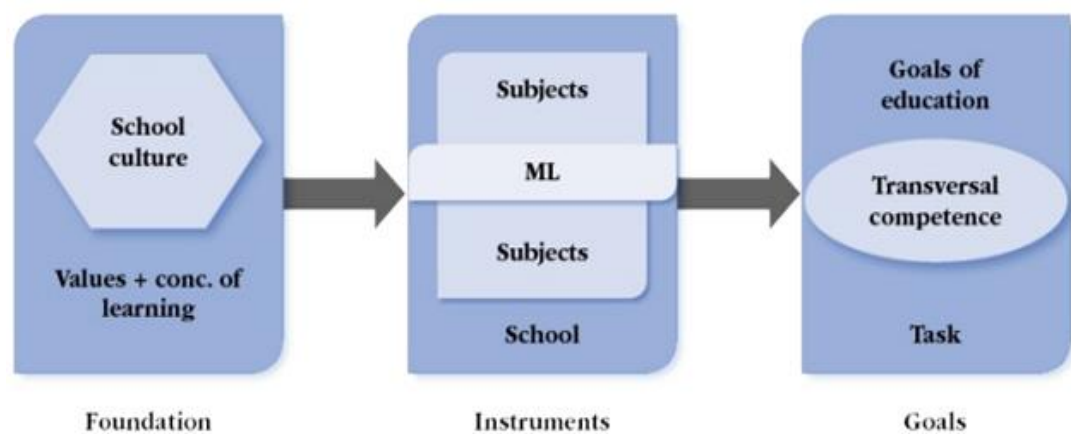 School
culture
Values + conc. of
learning
Foundation
Subjects
ML
Subjects
School
Instruments
Goals of
education
Transversal
competence
Task
Goals